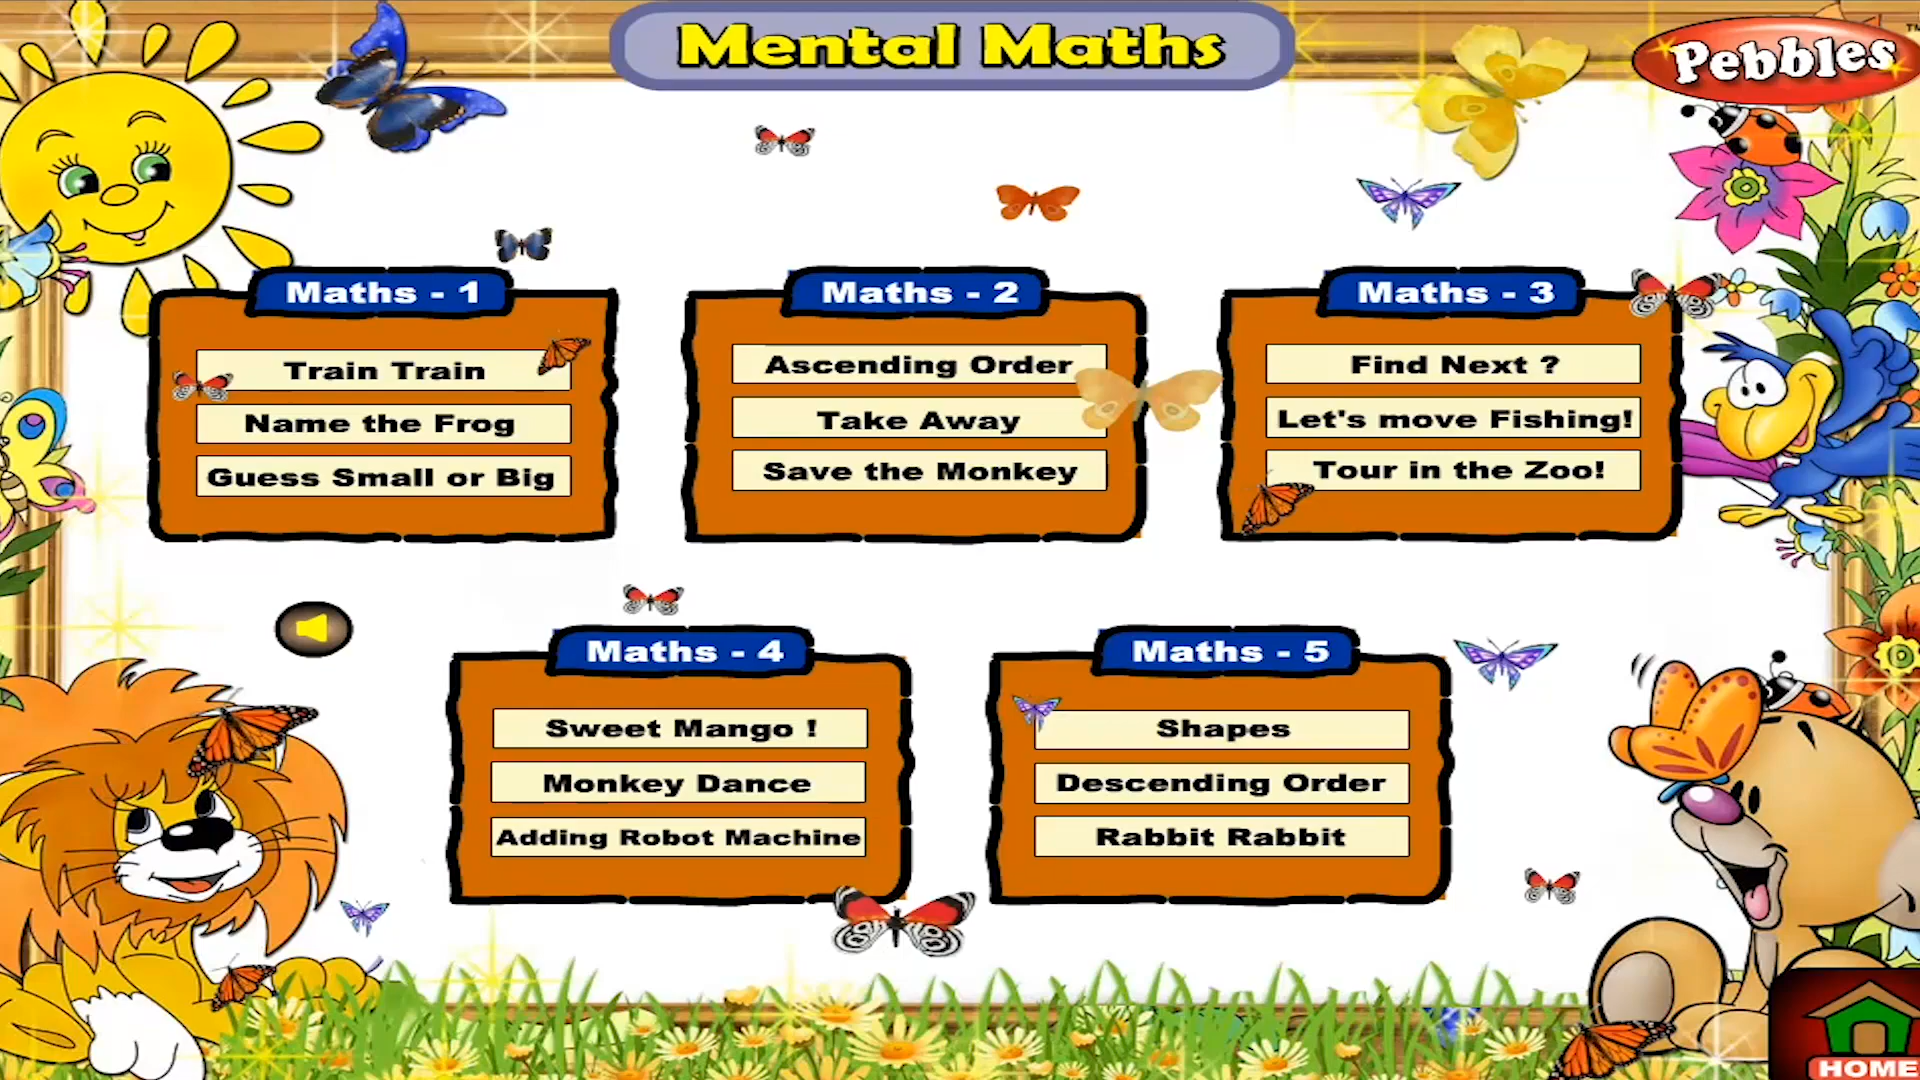 Mental Maths
Pebbles
TM
Maths - 1
Train Train
Name the Frog
Guess Small or Big
Maths - 2
Ascending Order
Take Away
Save the Monkey
Maths - 3
Find Next ?
Let's move Fishing!
Tour in the Zoo!
Maths - 4
Sweet Mango !
Monkey Dance
Adding Robot Machine
Maths - 5
Shapes
Descending Order
Rabbit Rabbit
HOME